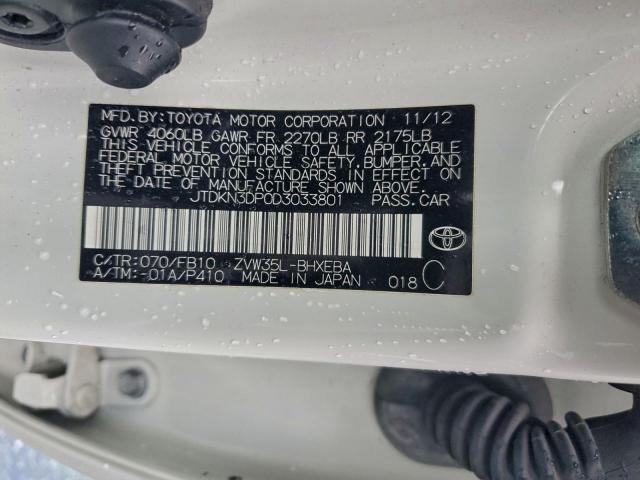 MFD. BY: TOYOTA MOTOR CORPORATION 11/12
GVWR 4060LB GAWR FR 2270LB RR 2175LB
THIS VEHICLE CONFORMS TO ALL APPLICABLE
FEDERAL MOTOR VEHICLE SAFETY, BUMPER, AND
THEFT PREVENTION STANDARDS IN EFFECT ON
THE DATE OF MANUFACTURE SHOWN ABOVE.
JTDKN3DP0D3033801 PASS.CAR
C/TR: 070/FB10 ZVW35L-BHXEBA
A/TM: -01A/P410 MADE IN JAPAN 018 C